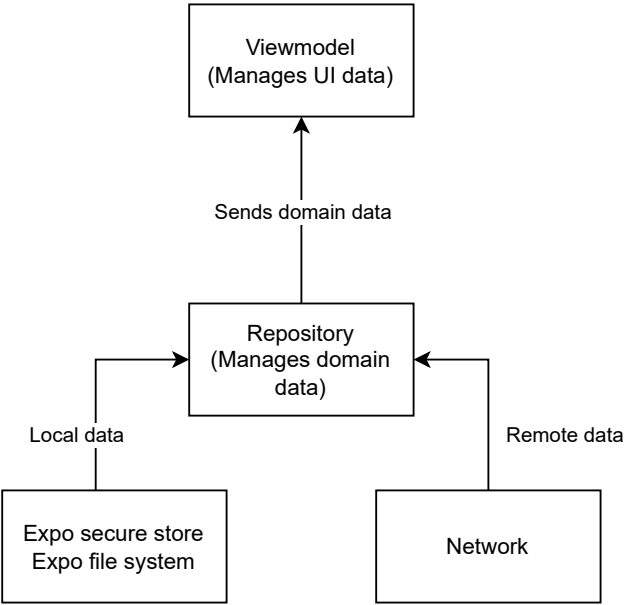 Viewmodel
(Manages UI data)
Sends domain data
Repository
(Manages domain
data)
Local data
Remote data
Expo secure store
Expo file system
Network